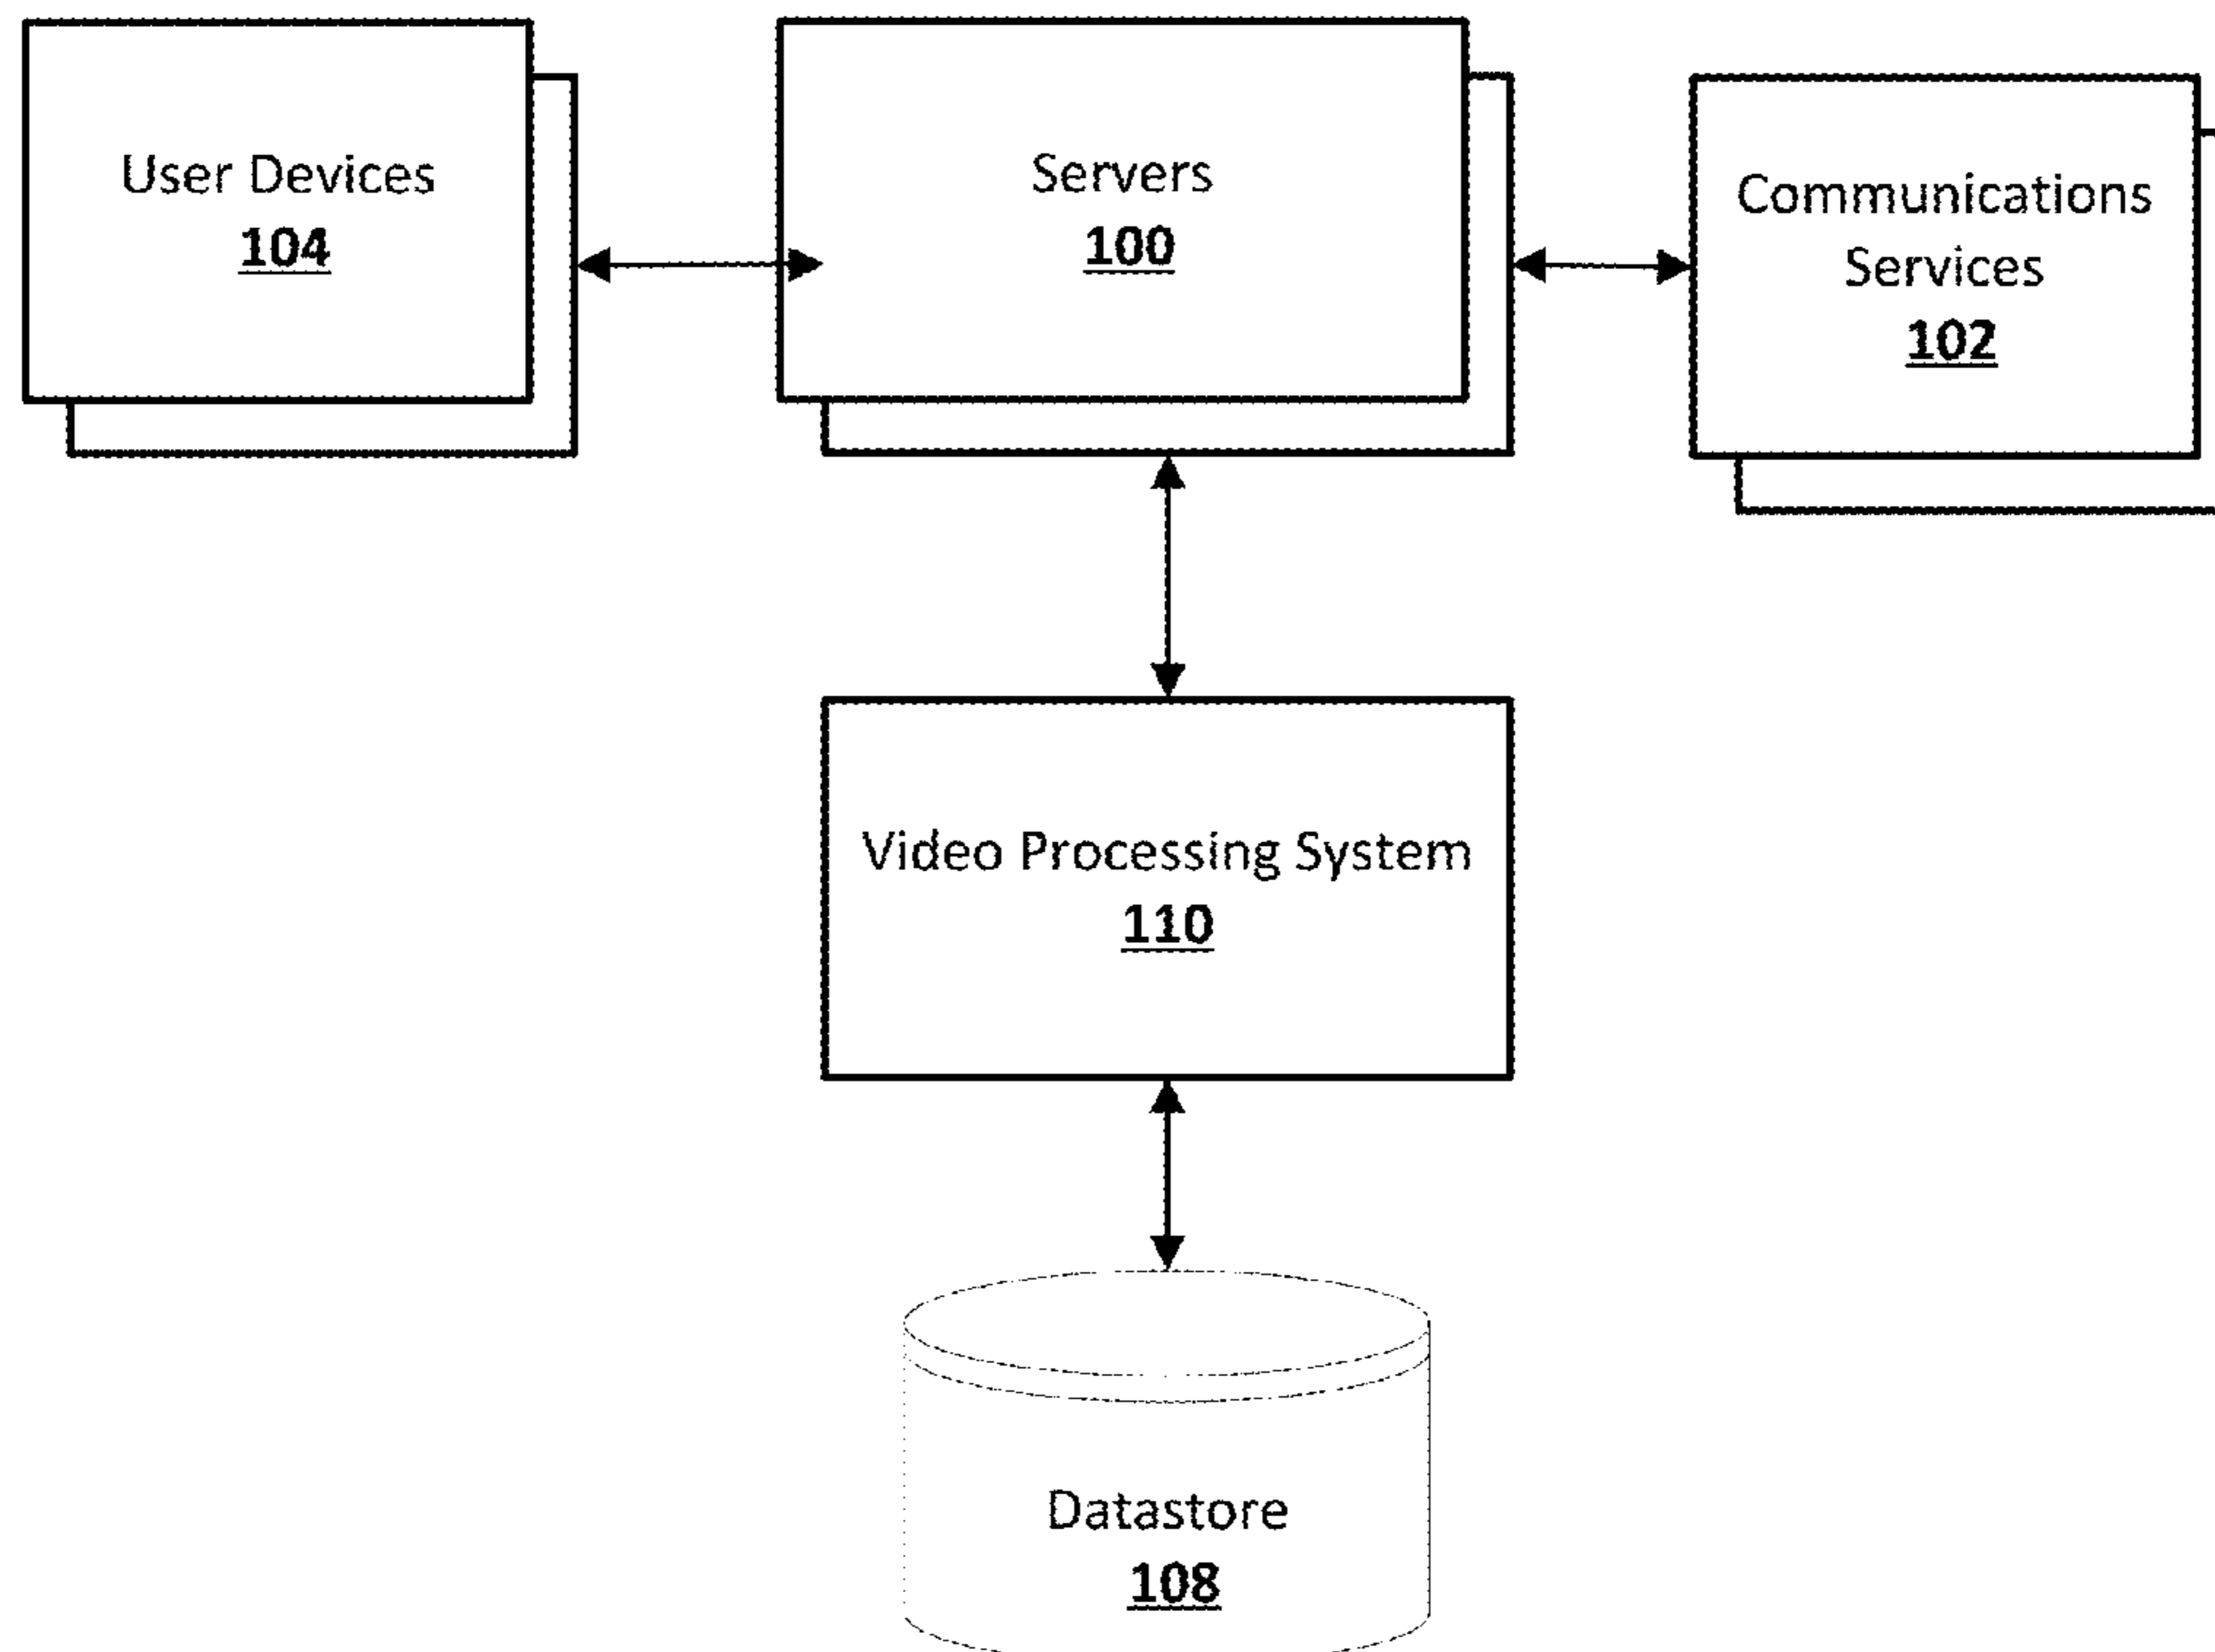 User Devices
104
Servers
100
Communications
Services
102
Video Processing System
110
Datastore
108